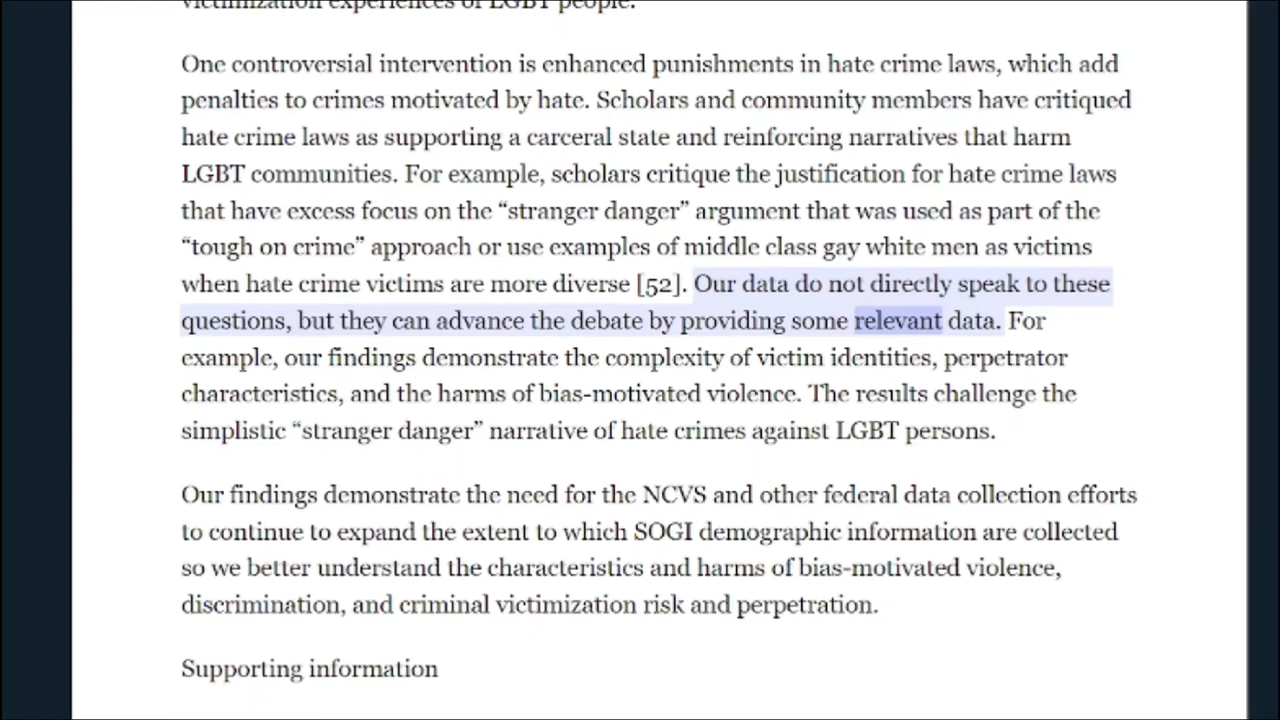 victimization experiences of LGBT people.
One controversial intervention is enhanced punishments in hate crime laws, which add
penalties to crimes motivated by hate. Scholars and community members have critiqued
hate crime laws as supporting a carceral state and reinforcing narratives that harm
LGBT communities. For example, scholars critique the justification for hate crime laws
that have excess focus on the “stranger danger” argument that was used as part of the
“tough on crime” approach or use examples of middle class gay white men as victims
when hate crime victims are more diverse [52]. Our data do not directly speak to these
questions, but they can advance the debate by providing some relevant data. For
example, our findings demonstrate the complexity of victim identities, perpetrator
characteristics, and the harms of bias-motivated violence. The results challenge the
simplistic “stranger danger” narrative of hate crimes against LGBT persons.
Our findings demonstrate the need for the NCVS and other federal data collection efforts
to continue to expand the extent to which SOGI demographic information are collected
so we better understand the characteristics and harms of bias-motivated violence,
discrimination, and criminal victimization risk and perpetration.
Supporting information